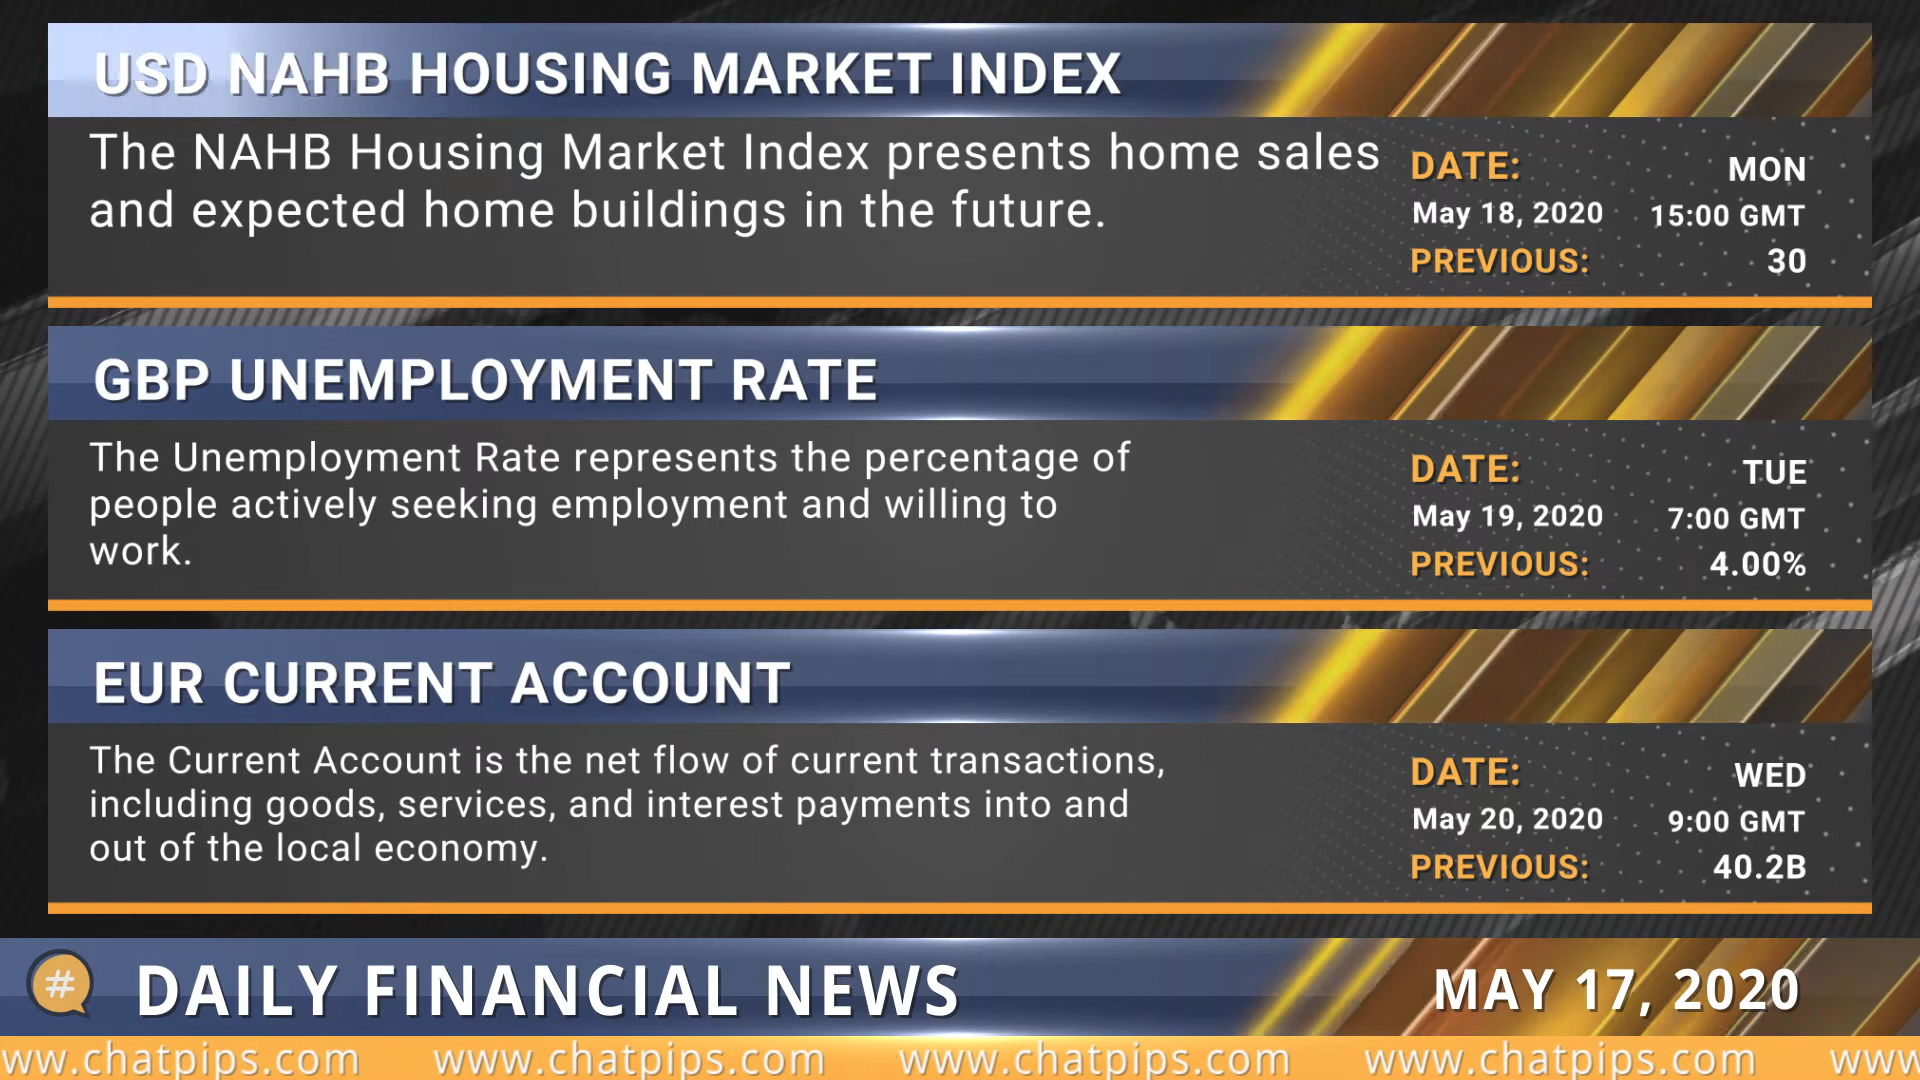 USD NAHB HOUSING MARKET INDEX
The NAHB Housing Market Index presents home sales
and expected home buildings in the future.
DATE: MON
May 18, 2020 15:00 GMT
PREVIOUS: 30
GBP UNEMPLOYMENT RATE
The Unemployment Rate represents the percentage of
people actively seeking employment and willing to
work.
DATE: TUE
May 19, 2020 7:00 GMT
PREVIOUS: 4.00%
EUR CURRENT ACCOUNT
The Current Account is the net flow of current transactions,
including goods, services, and interest payments into and
out of the local economy.
DATE: WED
May 20, 2020 9:00 GMT
PREVIOUS: 40.2B
# DAILY FINANCIAL NEWS MAY 17, 2020
ww.chatpips.com www.chatpips.com www.chatpips.com www.chatpips.com www